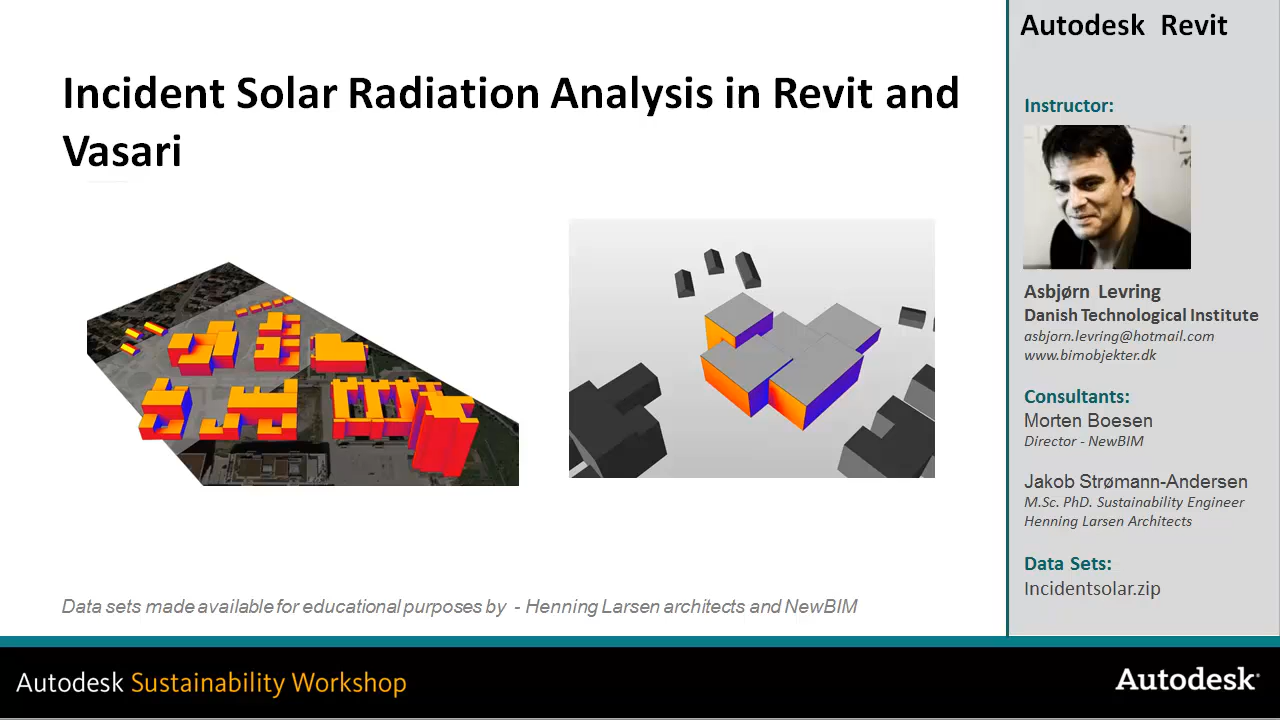 Incident Solar Radiation Analysis in Revit and
Vasari
Data sets made available for educational purposes by - Henning Larsen architects and NewBIM
Autodesk Revit
Instructor:
Asbjørn Levring
Danish Technological Institute
asbjorn.levring@hotmail.com
www.bimobjekter.dk
Consultants:
Morten Boesen
Director - NewBIM
Jakob Strømann-Andersen
M.Sc. PhD. Sustainability Engineer
Henning Larsen Architects
Data Sets:
Incidentsolar.zip
Autodesk Sustainability Workshop
Autodesk